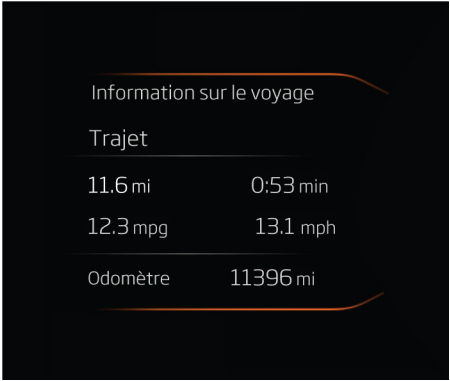 Information sur le voyage
Trajet
11.6 mi 0:53 min
12.3 mpg 13.1 mph
Odomètre 11396 mi